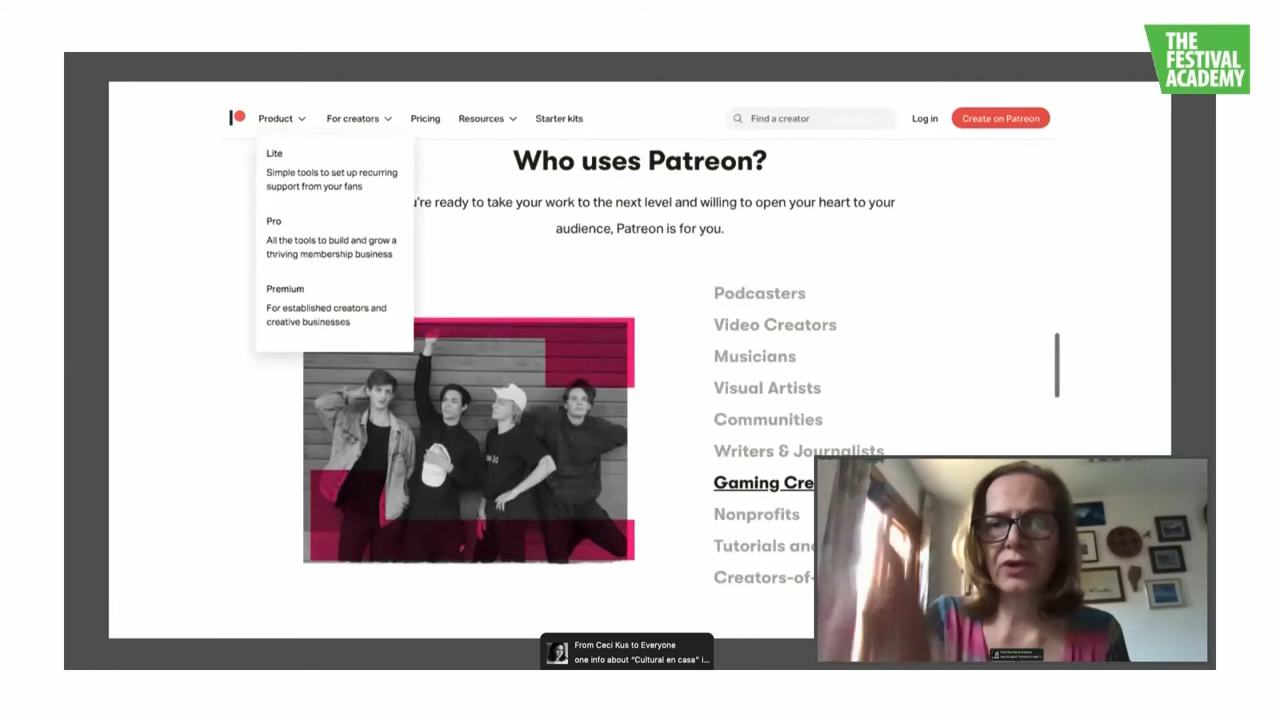 THE
FESTIVAL
ACADEMY
Product
For creators
Pricing
Resources
Starter kits
Find a creator
Log in
Create on Patreon
Lite
Simple tools to set up recurring
support from your fans
Pro
All the tools to build and grow a
thriving membership business
Premium
For established creators and
creative businesses
Who uses Patreon?
're ready to take your work to the next level and willing to open your heart to your
audience, Patreon is for you.
Podcasters
Video Creators
Musicians
Visual Artists
Communities
Writers & Journalists
Gaming Cre
Nonprofits
Tutorials an
Creators-of-
From Ceci Kus to Everyone
one info about "Cultural en casa" i...